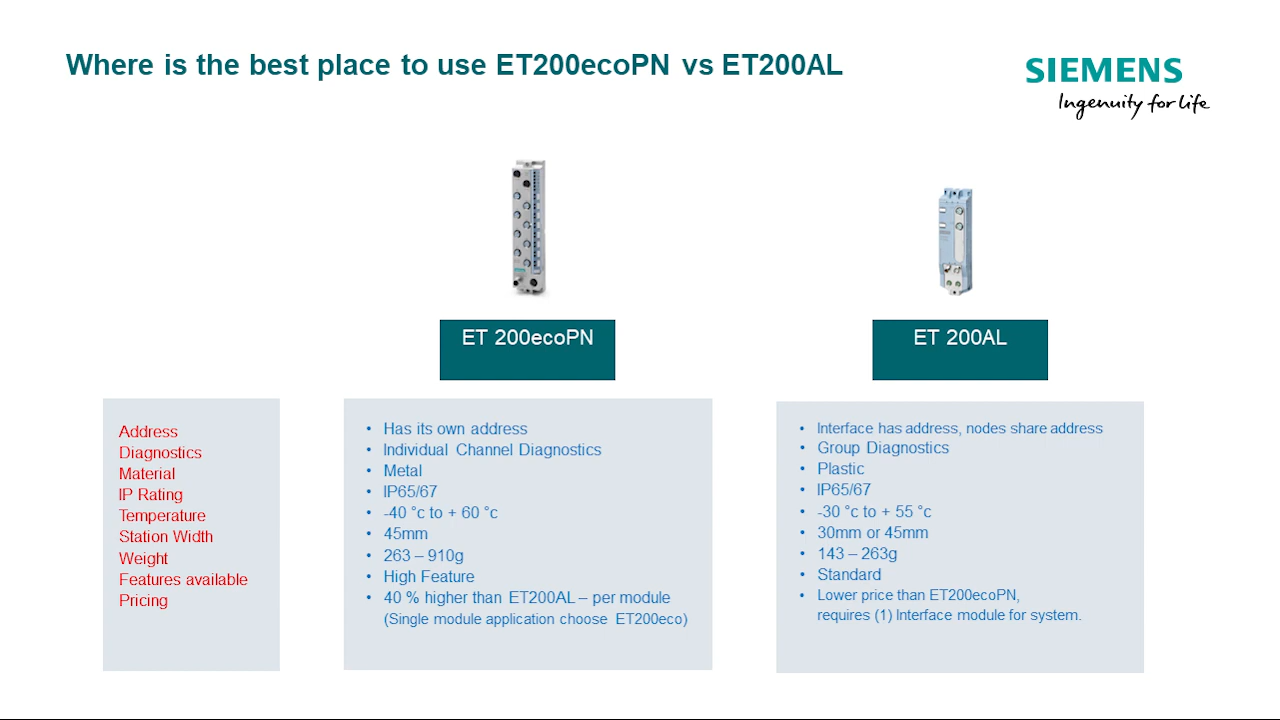 Where is the best place to use ET200ecoPN vs ET200AL
SIEMENS
Ingenuity for life
ET 200ecoPN
ET 200AL
Address
Diagnostics
Material
IP Rating
Temperature
Station Width
Weight
Features available
Pricing
• Has its own address
• Individual Channel Diagnostics
• Metal
• IP65/67
• -40 °c to + 60 °c
• 45mm
• 263 – 910g
• High Feature
• 40 % higher than ET200AL – per module
(Single module application choose ET200eco)
• Interface has address, nodes share address
• Group Diagnostics
• Plastic
• IP65/67
• -30 °c to + 55 °c
• 30mm or 45mm
• 143 – 263g
• Standard
• Lower price than ET200ecoPN,
requires (1) Interface module for system.